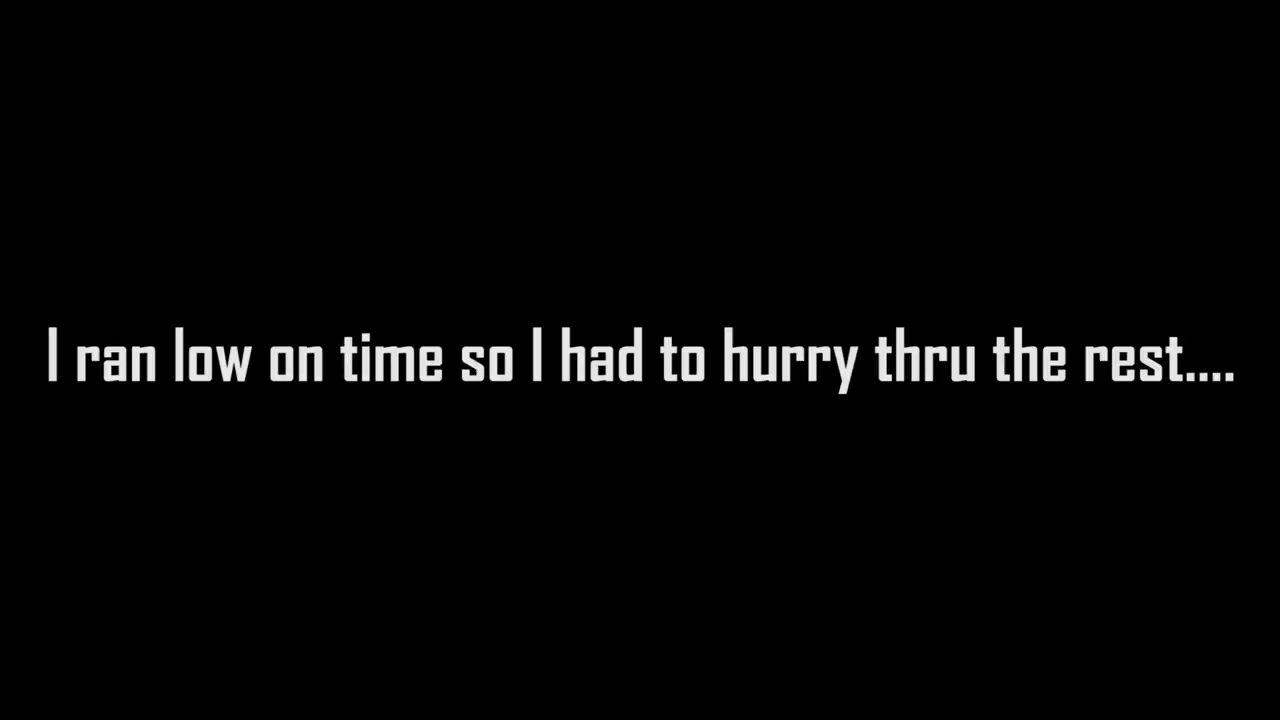 I ran low on time so I had to hurry thru the rest....